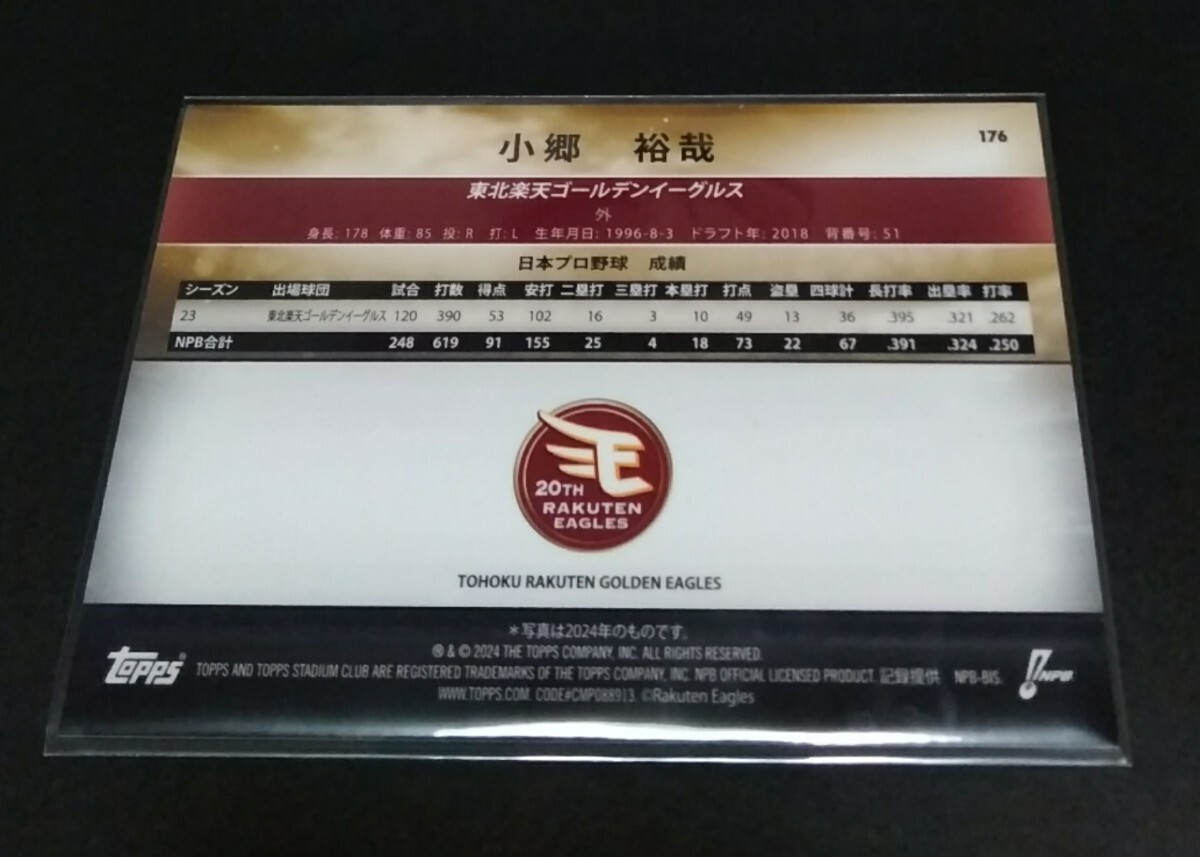 176
小郷 裕哉
東北楽天ゴールデンイーグルス
外
身長: 178 体重: 85 投: R 打: L 生年月日: 1996-8-3 ドラフト年: 2018 背番号: 51
日本プロ野球 成績
シーズン 出場球団 試合 打数 得点 安打 二塁打 三塁打 本塁打 打点 盗塁 四球計 長打率 出塁率 打率
23 東北楽天ゴールデンイーグルス 120 390 53 102 16 3 10 49 13 36 .395 .321 .262
NPB合計 248 619 91 155 25 4 18 73 22 67 .391 .324 .250
20TH
RAKUTEN
EAGLES
TOHOKU RAKUTEN GOLDEN EAGLES
*写真は2024年のものです。
® & © 2024 THE TOPPS COMPANY, INC. ALL RIGHTS RESERVED.
Topps® TOPPS AND TOPPS STADIUM CLUB ARE REGISTERED TRADEMARKS OF THE TOPPS COMPANY, INC. NPB OFFICIAL LICENSED PRODUCT. 記録提供 NPB-BIS. NPB
WWW.TOPPS.COM. CODE#CMP088913. ©Rakuten Eagles